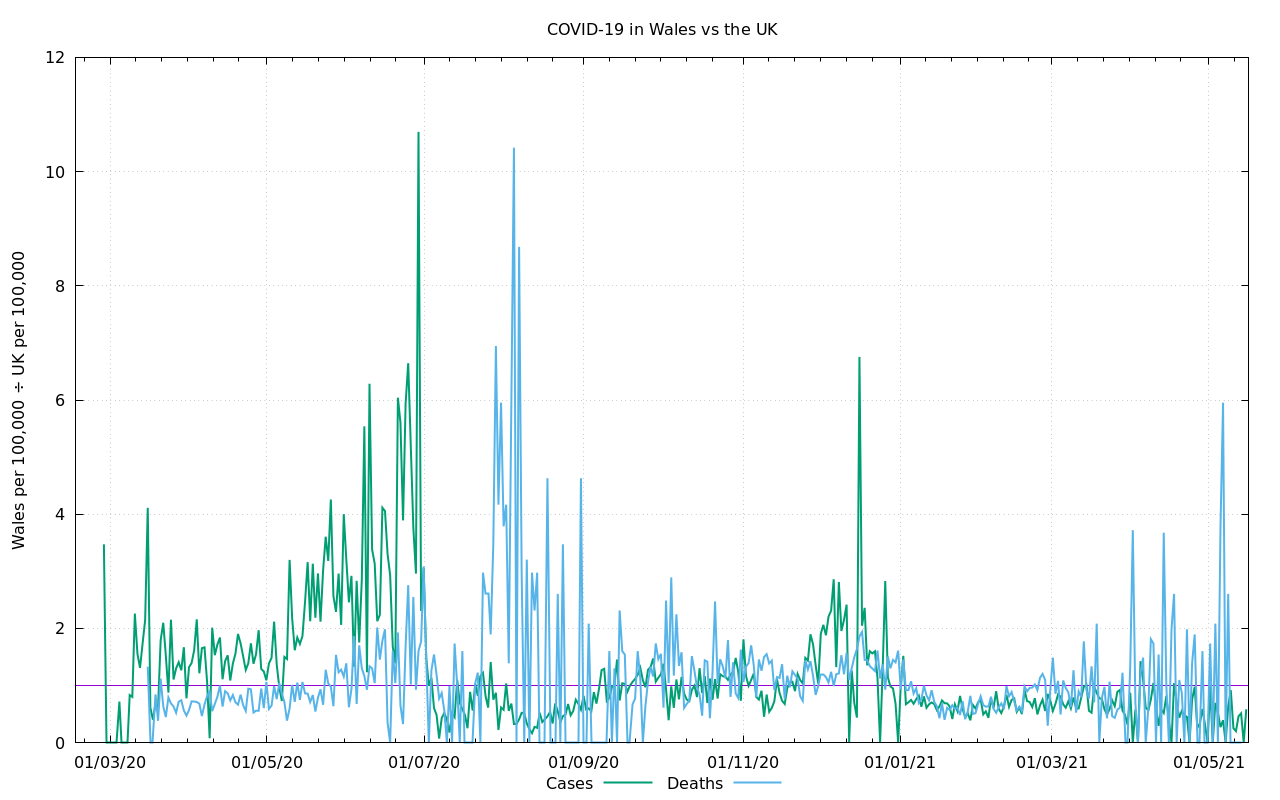 COVID-19 in Wales vs the UK
Wales per 100,000 ÷ UK per 100,000
12
10
8
6
4
2
0
01/03/20 01/05/20 01/07/20 01/09/20 01/11/20 01/01/21 01/03/21 01/05/21
Cases Deaths